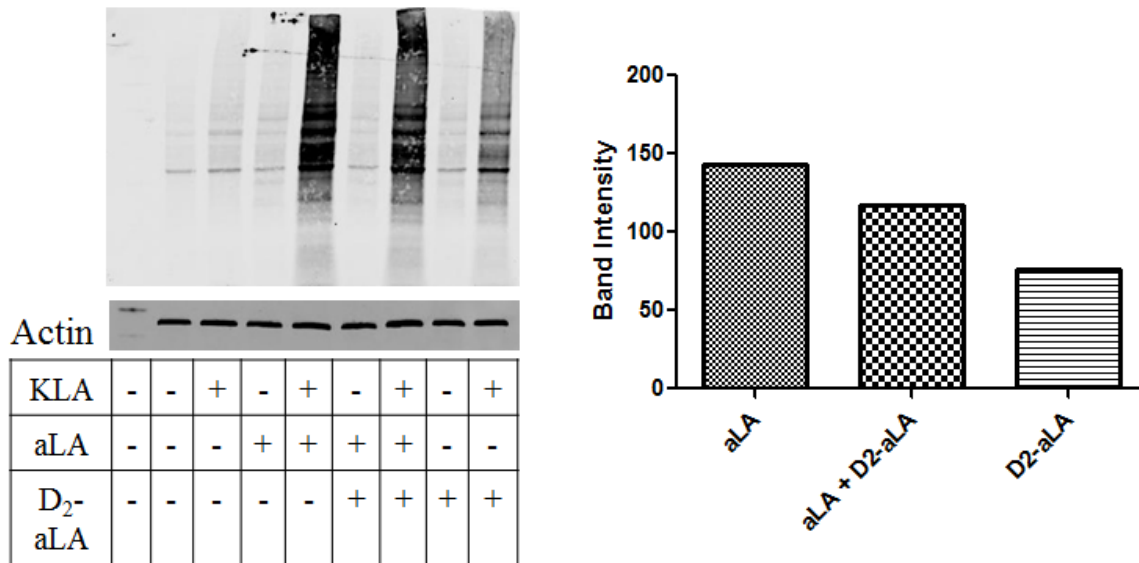 Actin
KLA - - + - + - + - +
aLA - - - + + + + - -
D₂-
aLA - - - - - + + + +
200
150
100
50
0
Band Intensity
aLA
aLA + D2-aLA
D2-aLA